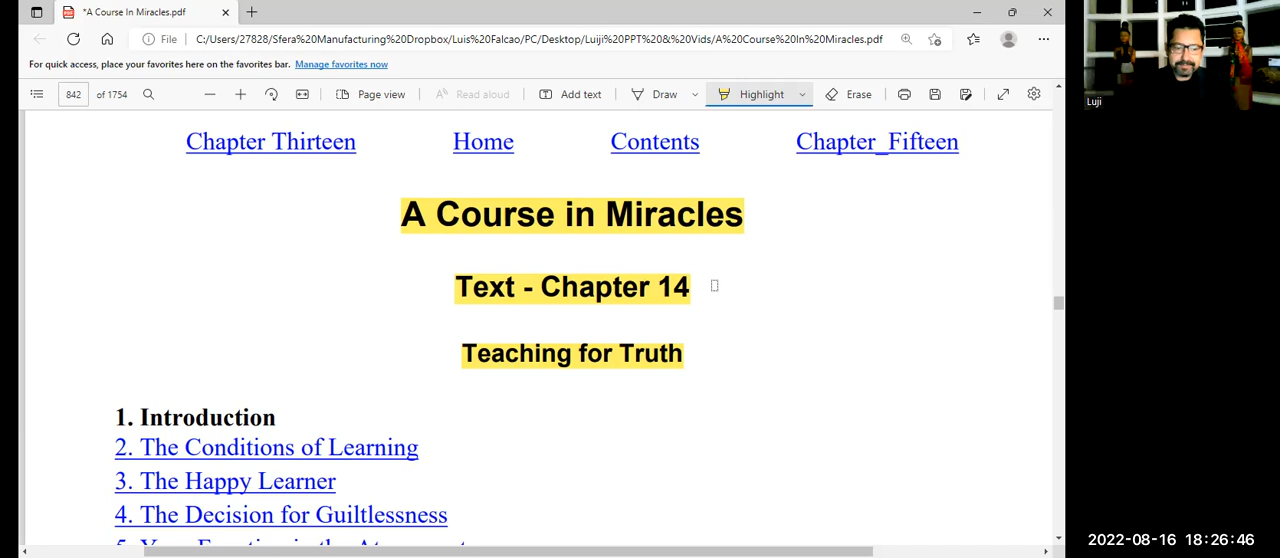 *A Course In Miracles.pdf
File C:/Users/27828/Sfera%20Manufacturing%20Dropbox/Luis%20Falcao/PC/Desktop/Luiji%20PPT%20&%20Vids/A%20Course%20In%20Miracles.pdf
For quick access, place your favorites here on the favorites bar. Manage favorites now
842 of 1754 Page view Read aloud Add text Draw Highlight Erase
Chapter Thirteen Home Contents Chapter_Fifteen
A Course in Miracles
Text - Chapter 14
Teaching for Truth
1. Introduction
2. The Conditions of Learning
3. The Happy Learner
4. The Decision for Guiltlessness
Luji
2022-08-16 18:26:46